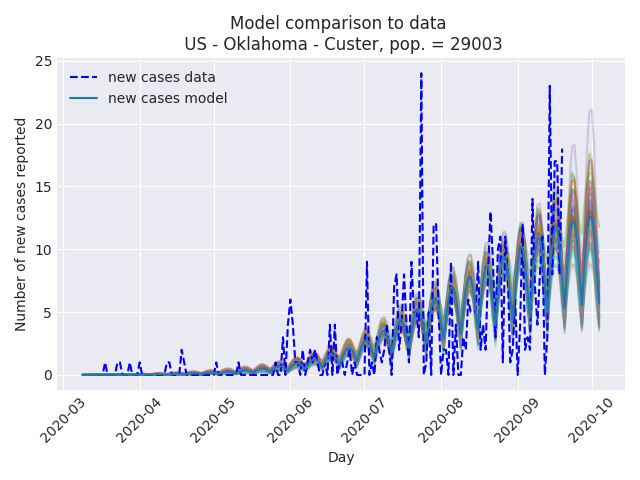 Model comparison to data
US - Oklahoma - Custer, pop. = 29003
new cases data
new cases model
Number of new cases reported
25
20
15
10
5
0
2020-03
2020-04
2020-05
2020-06
2020-07
2020-08
2020-09
2020-10
Day